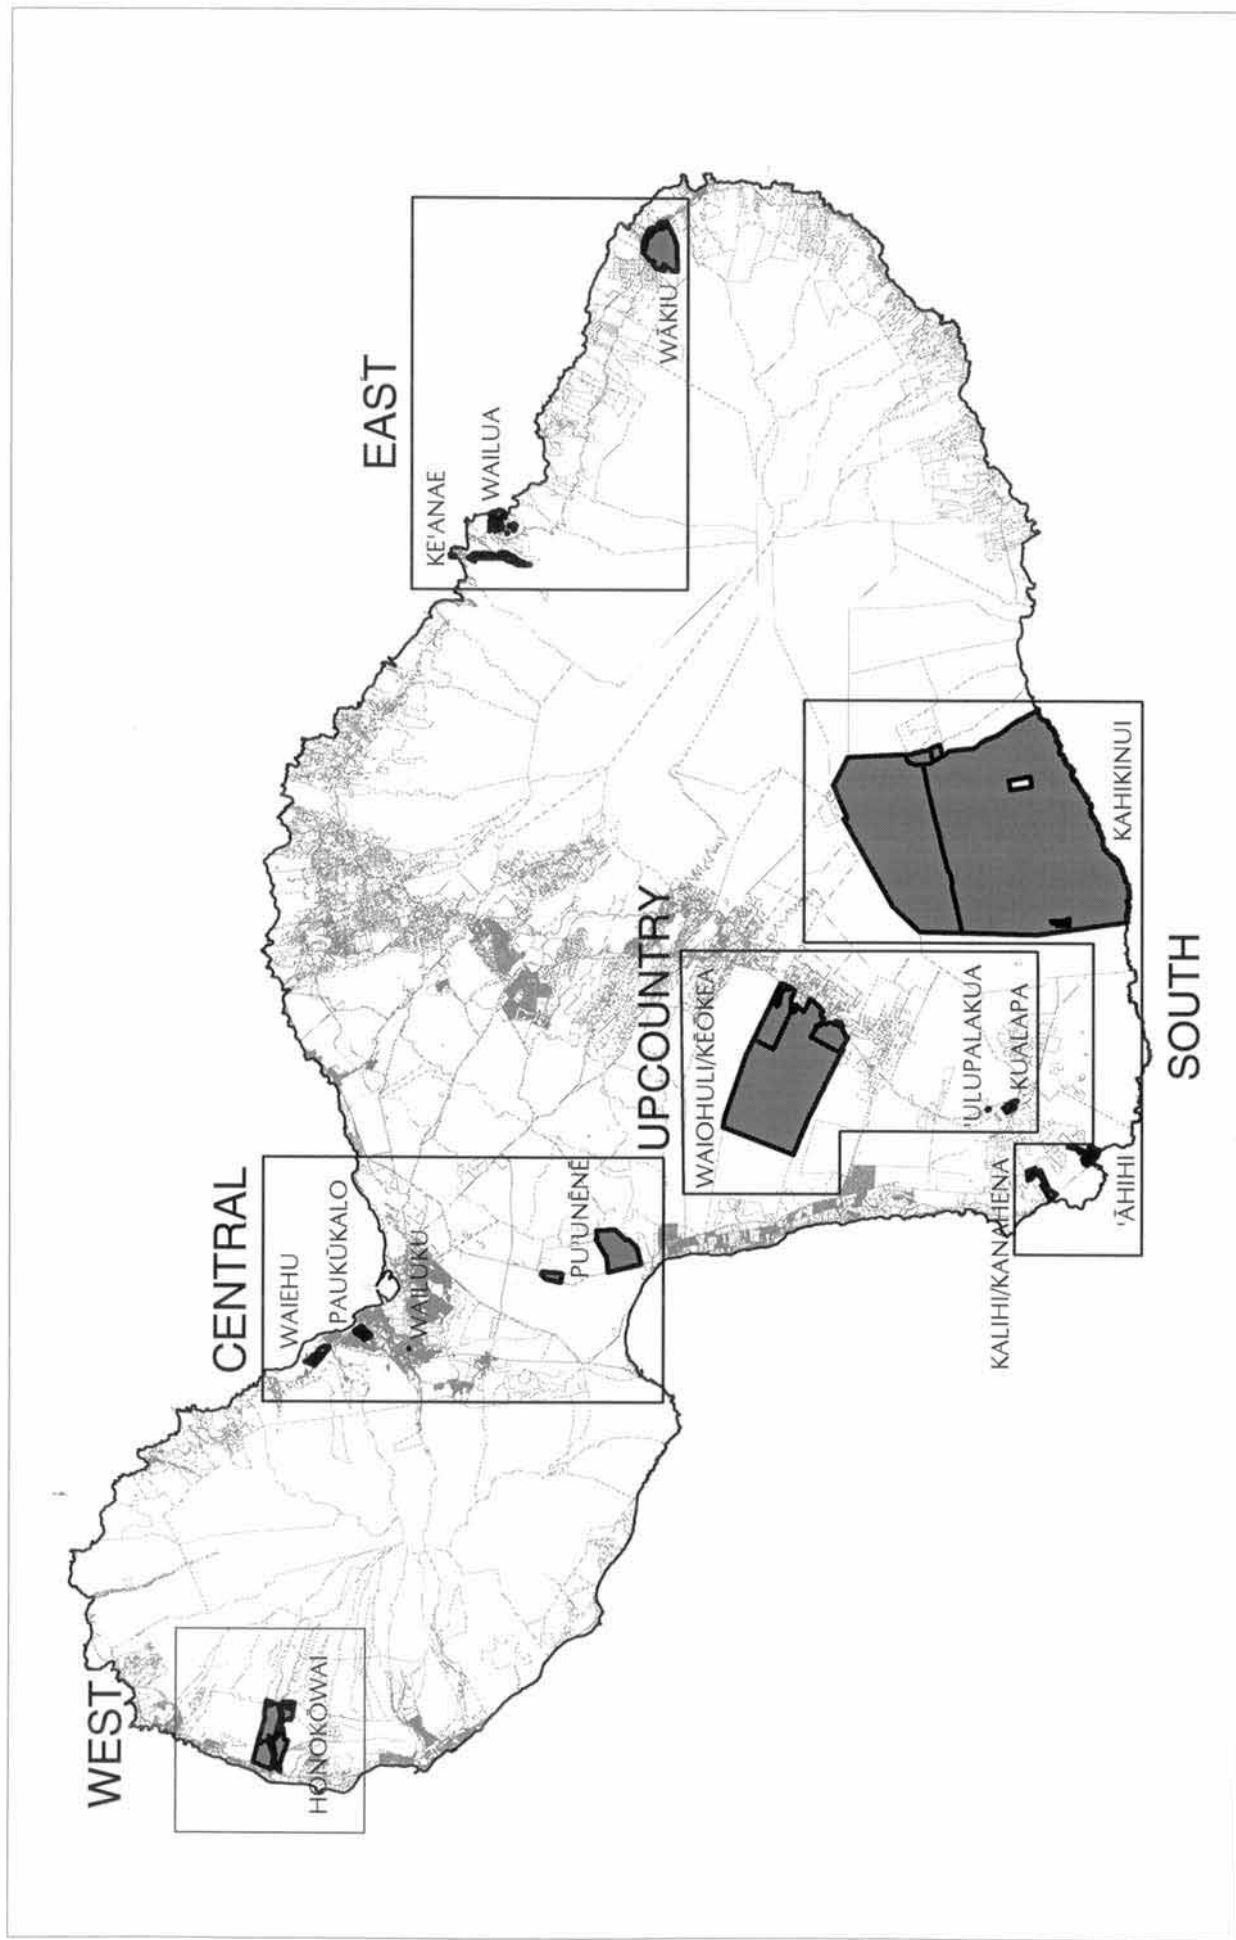 WEST
HONOKŌWAI
CENTRAL
WAIEHU
PAUKŪKALO
WAILUKU
PU'UNĒNĒ
UPCOUNTRY
WAIOHULI/KĒOKEA
'ULUPALAKUA
KUALAPA
EAST
KE'ANAE
WAILUA
WĀKIU
SOUTH
KALIHI/KANAHENA
'ĀHIHI
KAHIKINUI